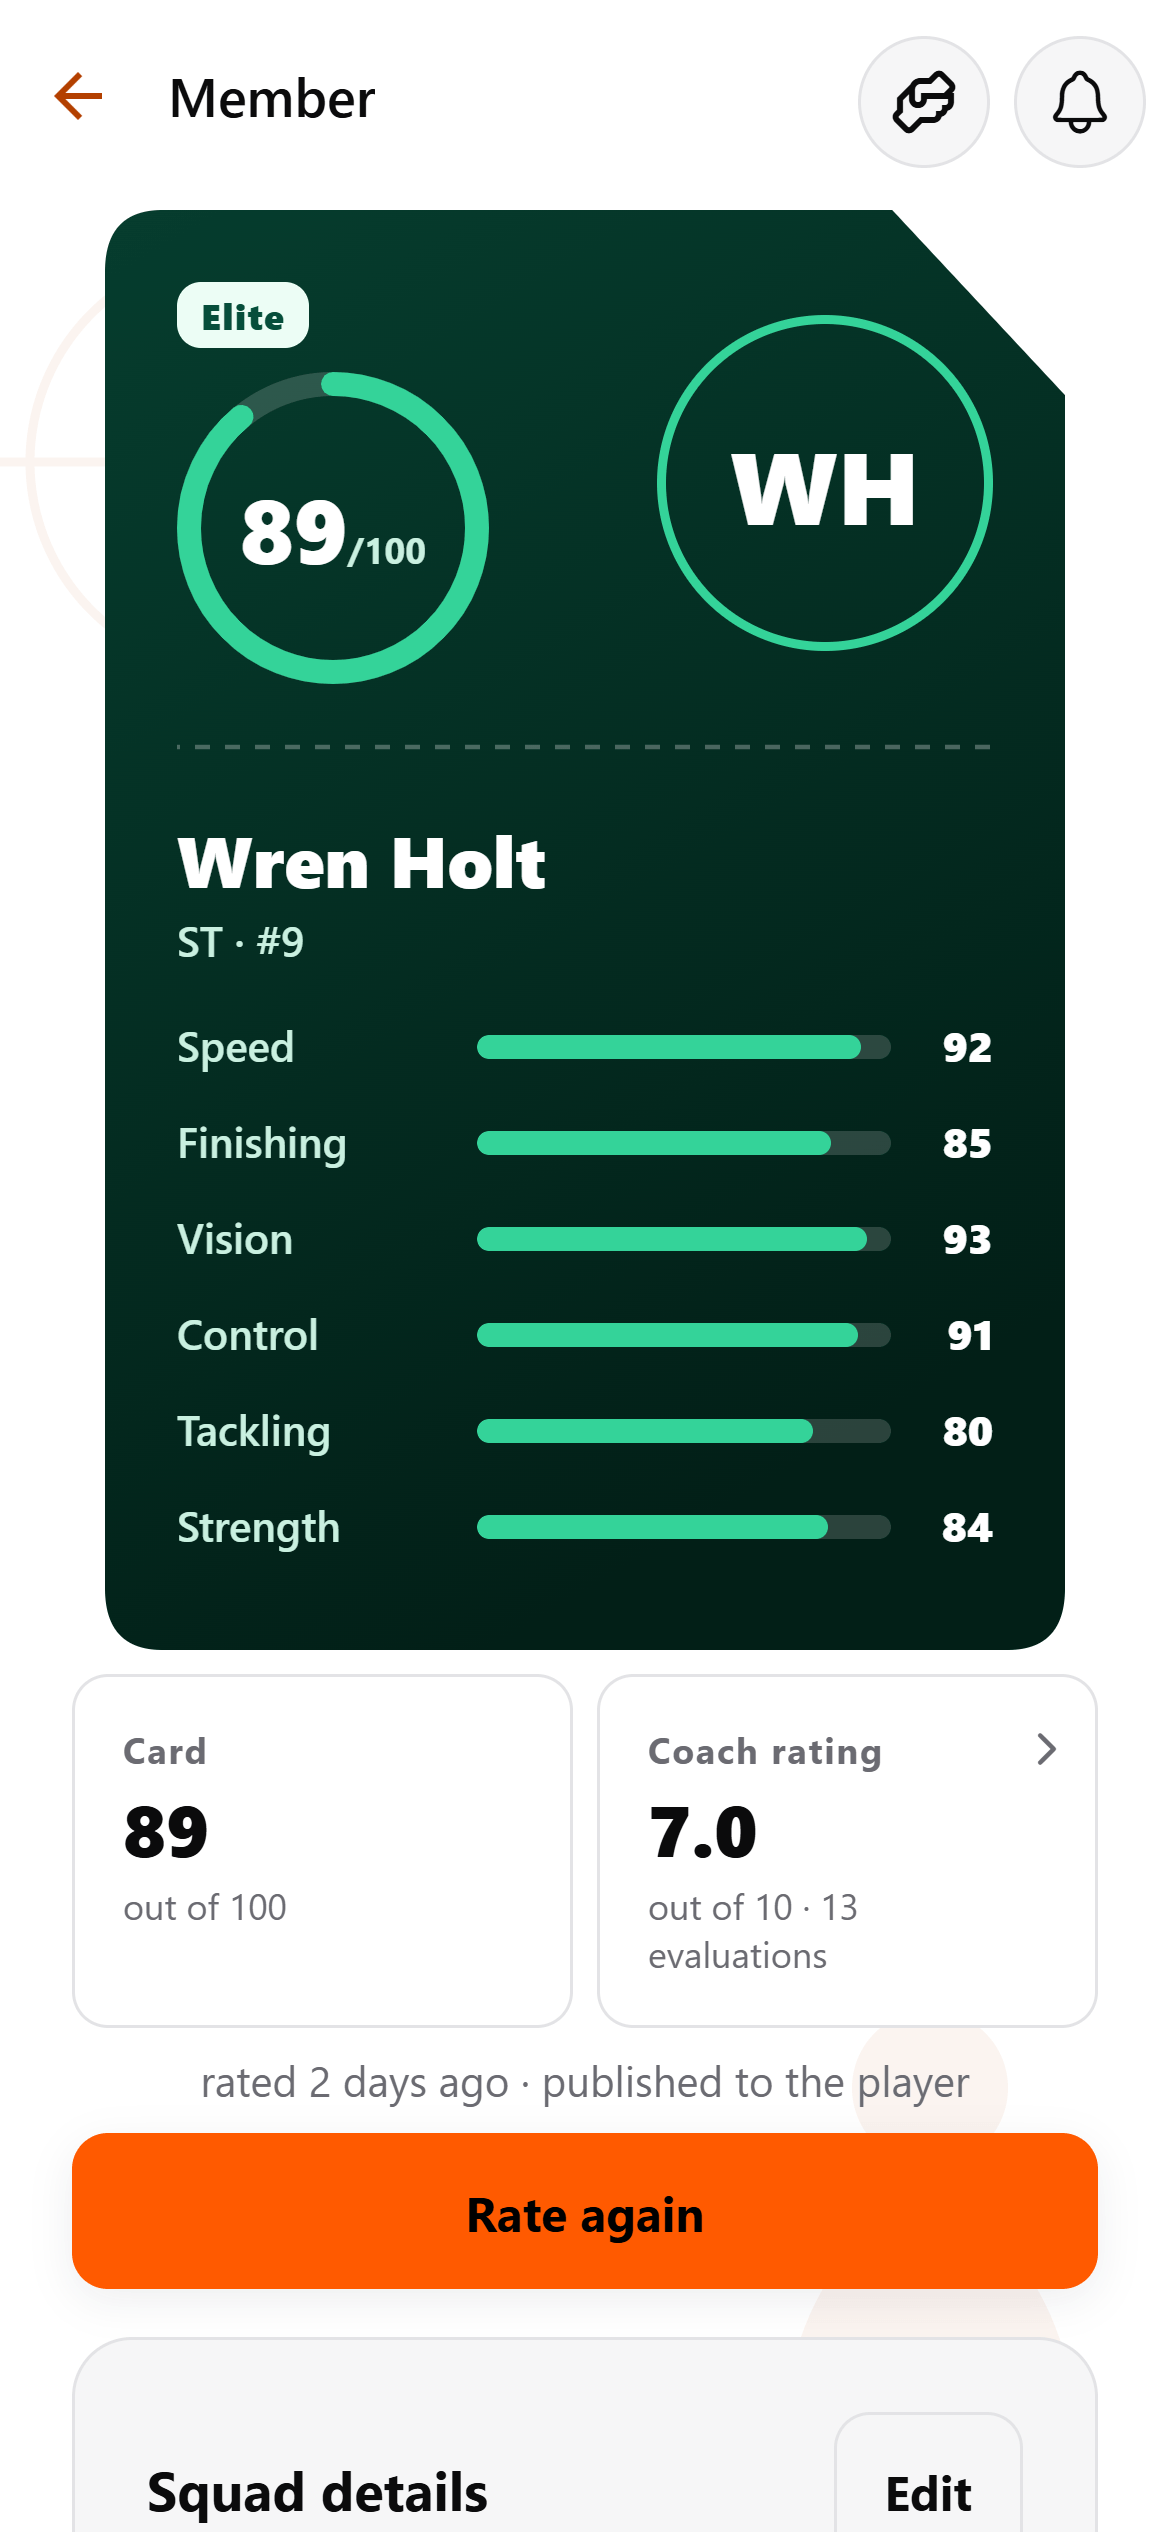 Member
Elite
89/100
WH
Wren Holt
ST · #9
Speed 92
Finishing 85
Vision 93
Control 91
Tackling 80
Strength 84
Card
89
out of 100
Coach rating
7.0
out of 10 · 13
evaluations
rated 2 days ago · published to the player
Rate again
Squad details
Edit